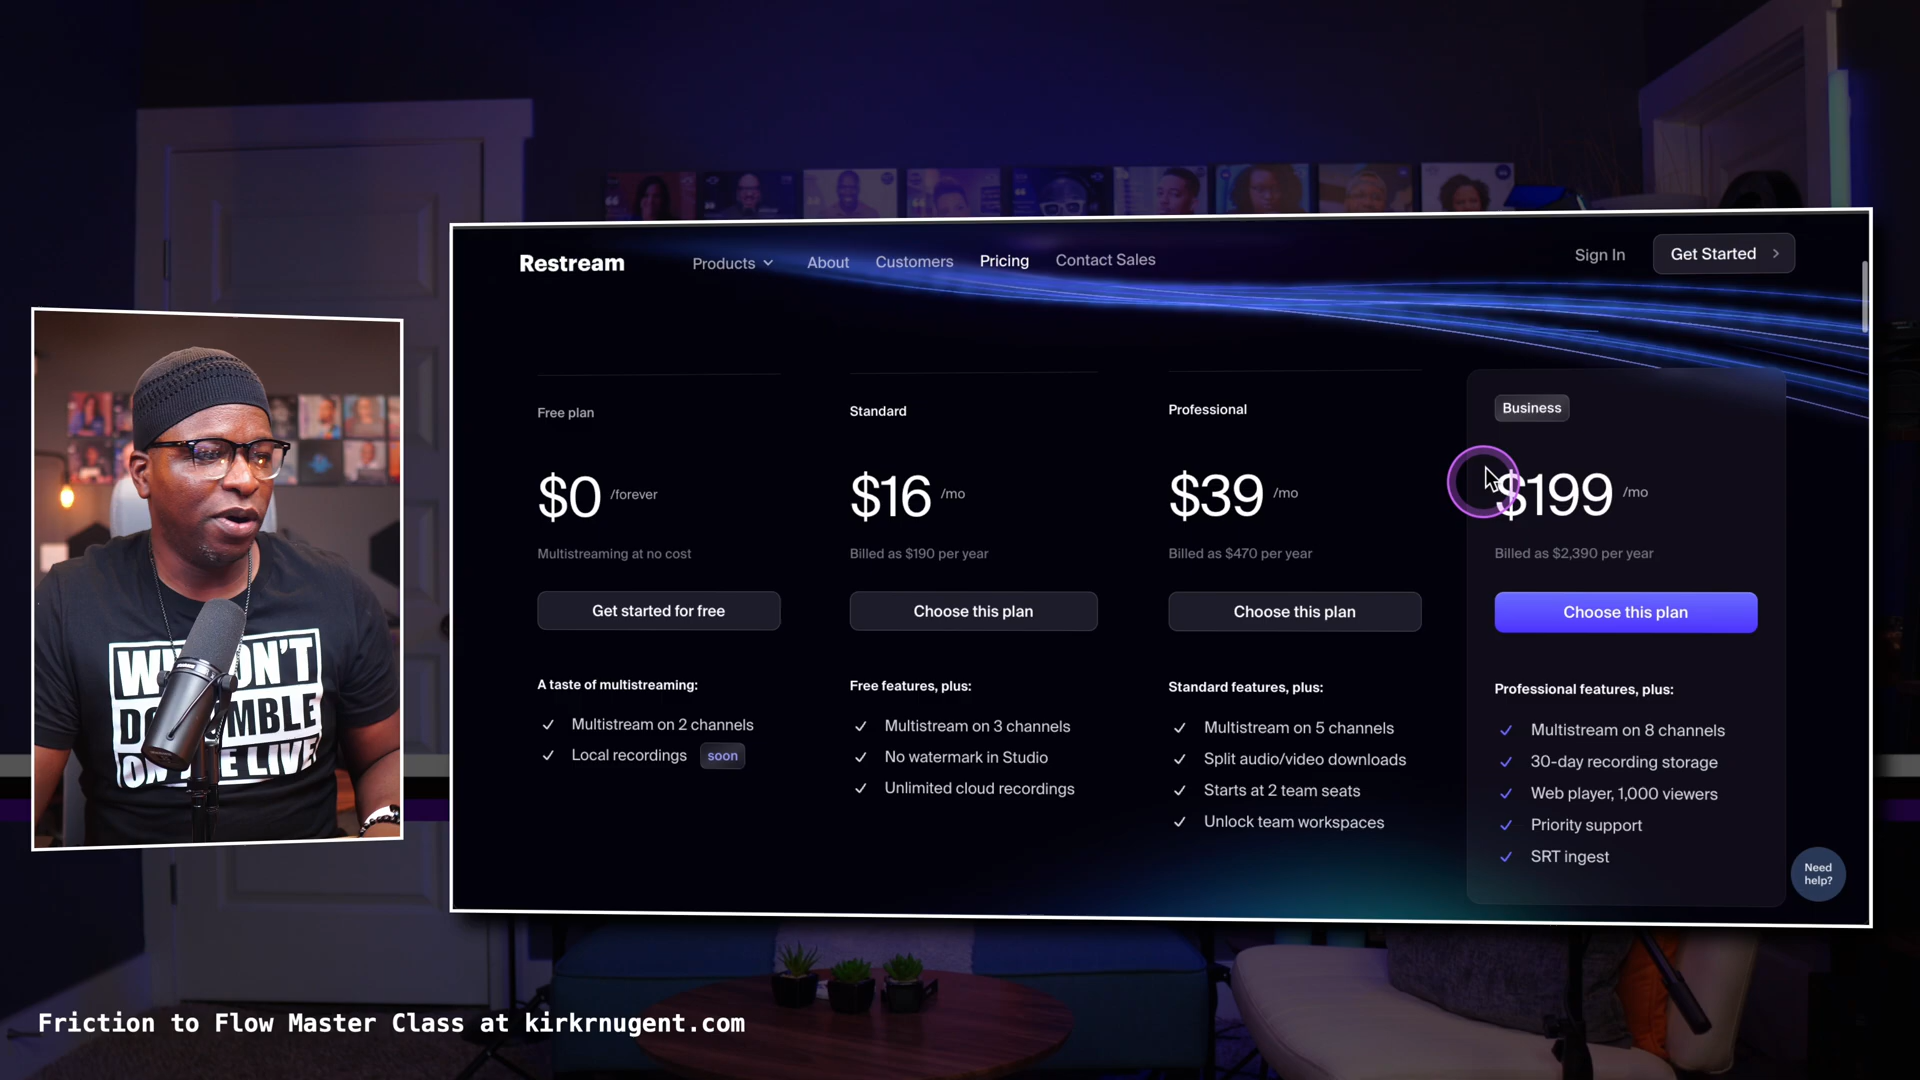 Restream
Products
About
Customers
Pricing
Contact Sales
Sign In
Get Started
Free plan
$0 /forever
Multistreaming at no cost
Get started for free
A taste of multistreaming:
Multistream on 2 channels
Local recordings soon
Standard
$16 /mo
Billed as $190 per year
Choose this plan
Free features, plus:
Multistream on 3 channels
No watermark in Studio
Unlimited cloud recordings
Professional
$39 /mo
Billed as $470 per year
Choose this plan
Standard features, plus:
Multistream on 5 channels
Split audio/video downloads
Starts at 2 team seats
Unlock team workspaces
Business
$199 /mo
Billed as $2,390 per year
Choose this plan
Professional features, plus:
Multistream on 8 channels
30-day recording storage
Web player, 1,000 viewers
Priority support
SRT ingest
Need
help?
Friction to Flow Master Class at kirkrnugent.com